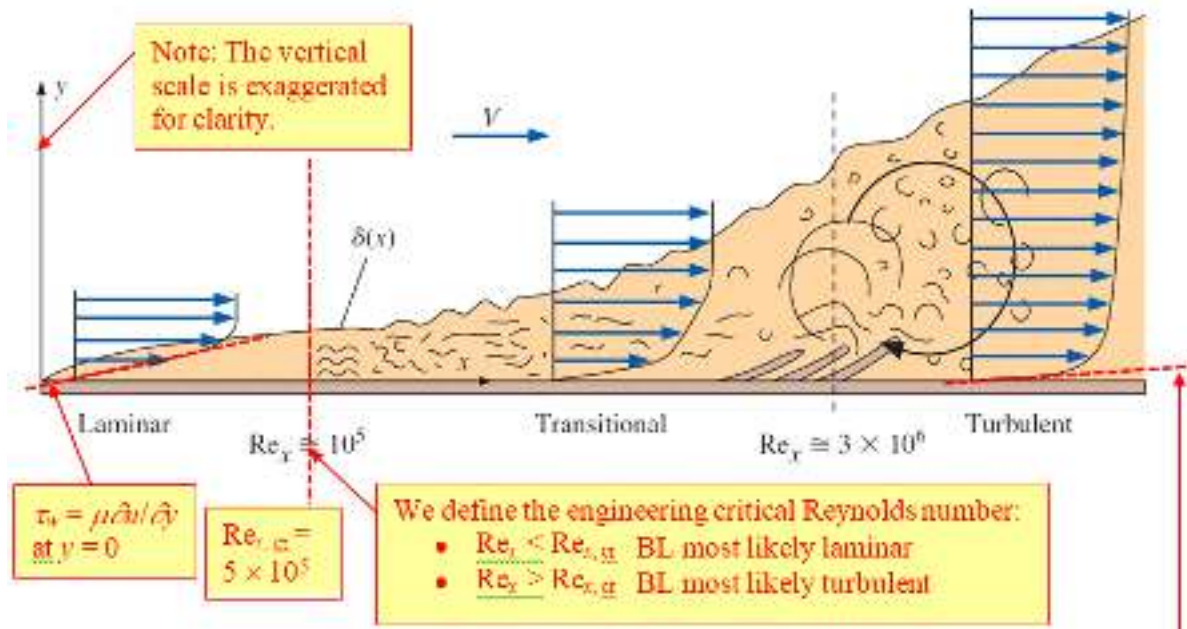 Note: The vertical
scale is exaggerated
for clarity.
y
V
δ(x)
x
Laminar
Transitional
Turbulent
Re_x ≅ 10^5
Re_x ≅ 3 × 10^6
τ_w = μ∂u/∂y
at y = 0
Re_x, cr =
5 × 10^5
We define the engineering critical Reynolds number:
• Re_x < Re_x, cr BL most likely laminar
• Re_x > Re_x, cr BL most likely turbulent